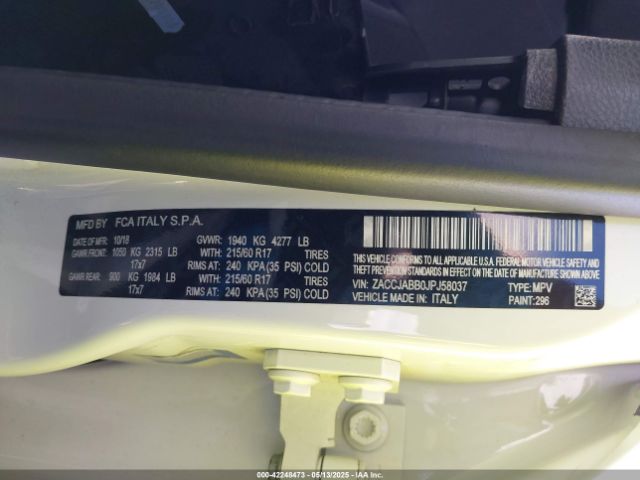 MFD BY FCA ITALY S.P.A.
DATE OF MFR: 10/18 GVWR: 1940 KG 4277 LB
GAWR FRONT: 1050 KG 2315 LB WITH: 215/60 R17 TIRES
17x7 RIMS AT: 240 KPA(35 PSI) COLD
GAWR REAR: 900 KG 1984 LB WITH: 215/60 R17 TIRES
17x7 RIMS AT: 240 KPA(35 PSI) COLD
THIS VEHICLE CONFORMS TO ALL APPLICABLE U.S.A. FEDERAL MOTOR VEHICLE
SAFETY, BUMPER AND THEFT PREVENTION STANDARDS IN EFFECT
ON THE DATE OF MANUFACTURE SHOWN ABOVE.
VIN: ZACCJABB0JPJ58037 TYPE: MPV
VEHICLE MADE IN: ITALY PAINT: 296
000-42248473 — 05/13/2025 — IAAI.COM